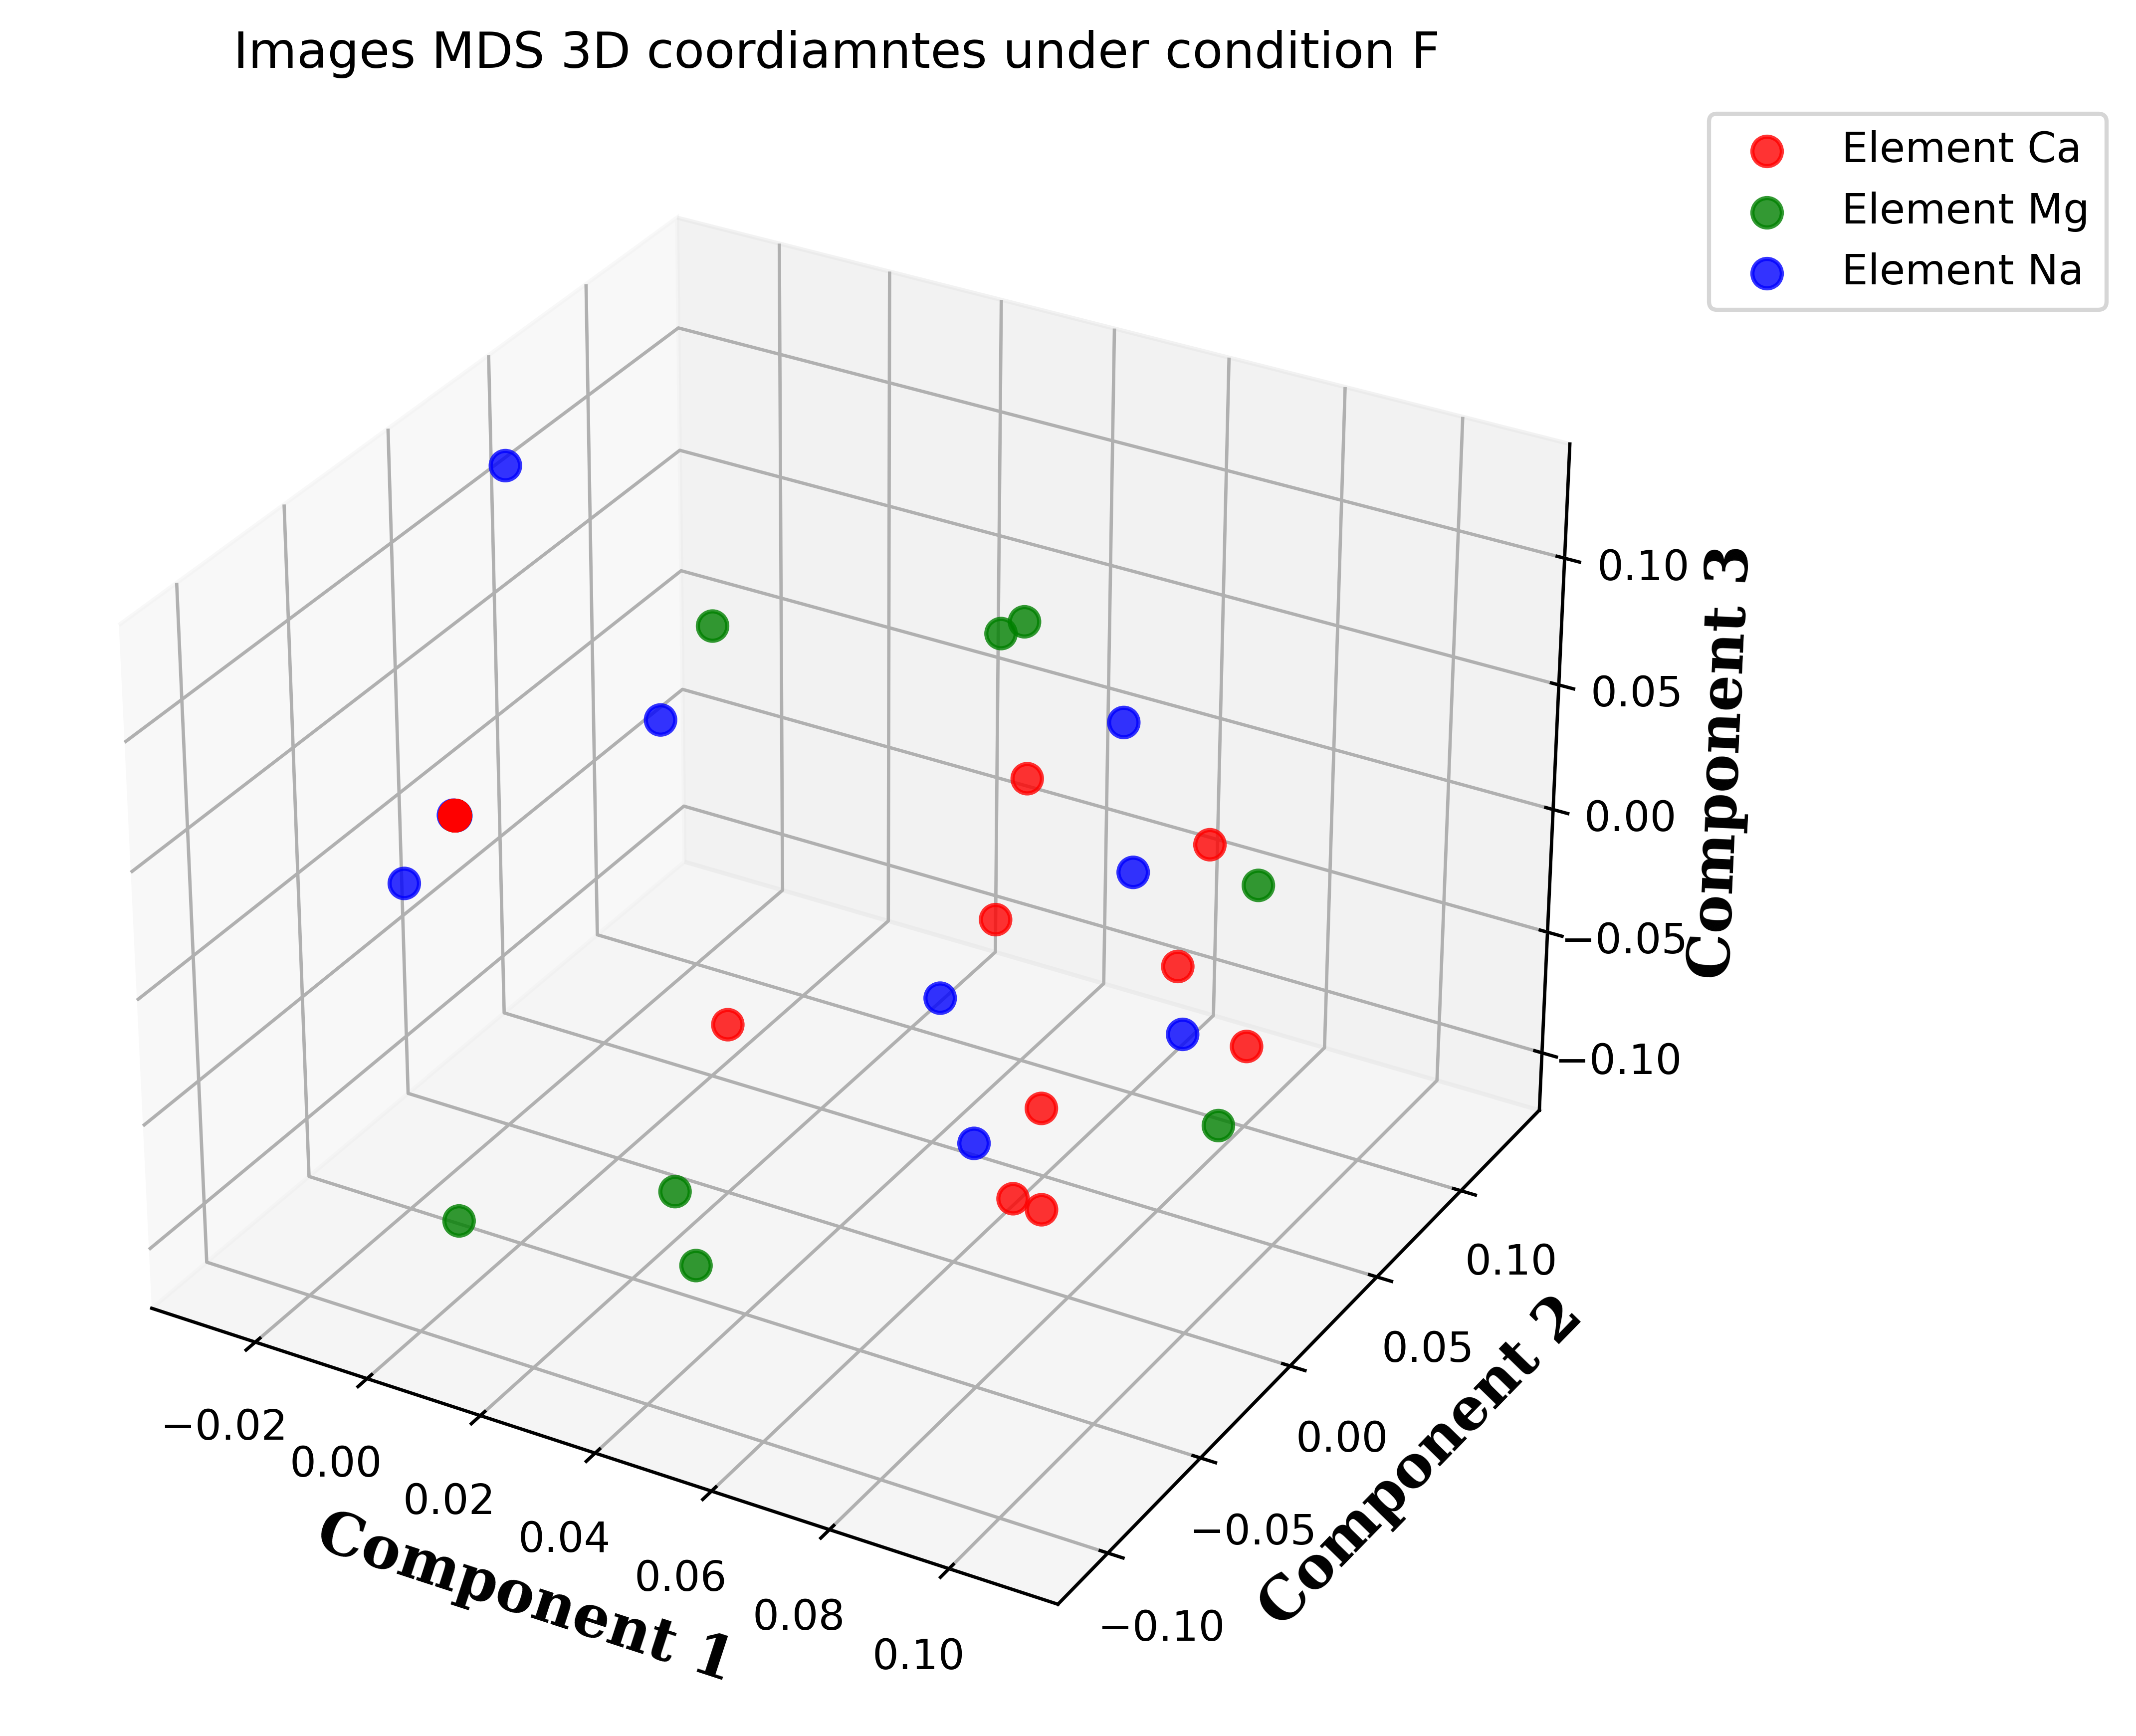 Images MDS 3D coordiamntes under condition F
Element Ca
Element Mg
Element Na
0.10
0.05
0.00
−0.05
−0.10
Component 3
0.10
0.05
0.00
−0.05
−0.10
Component 2
−0.02
0.00
0.02
0.04
0.06
0.08
0.10
Component 1